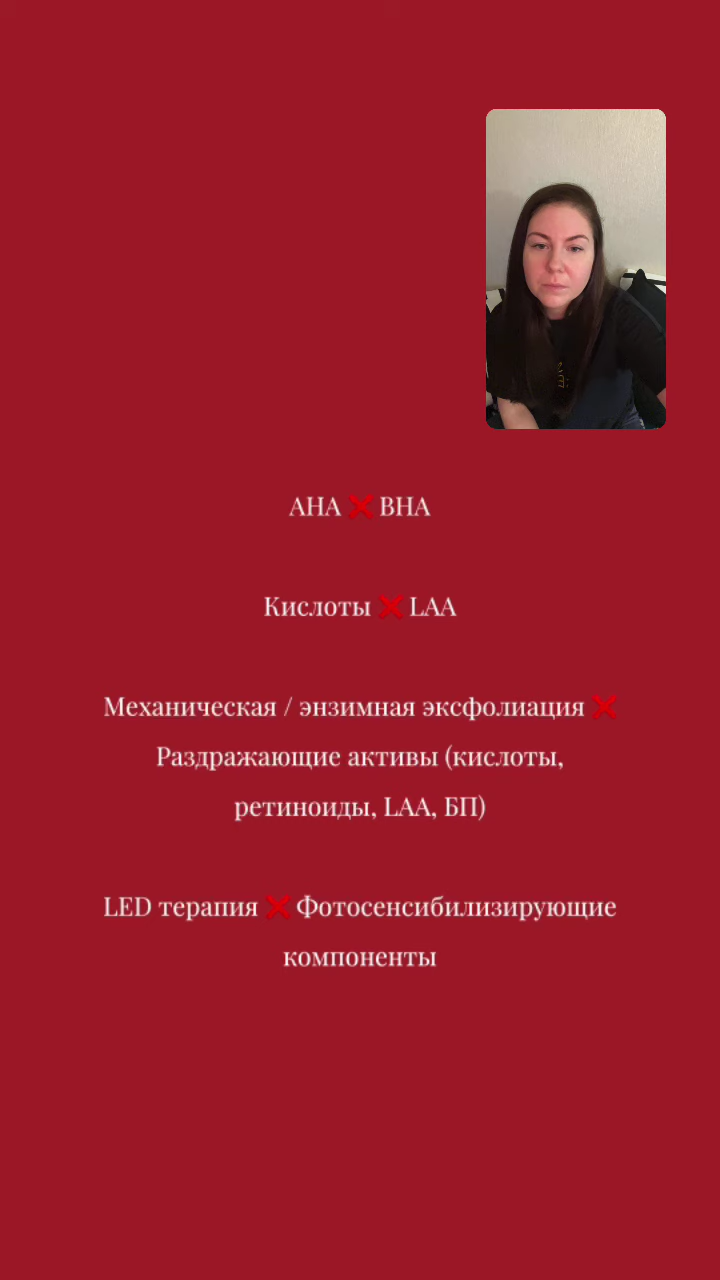 AHA ❌ BHA
Кислоты ❌ LAA
Механическая / энзимная эксфолиация ❌
Раздражающие активы (кислоты,
ретиноиды, LAA, БП)
LED терапия ❌ Фотосенсибилизирующие
компоненты